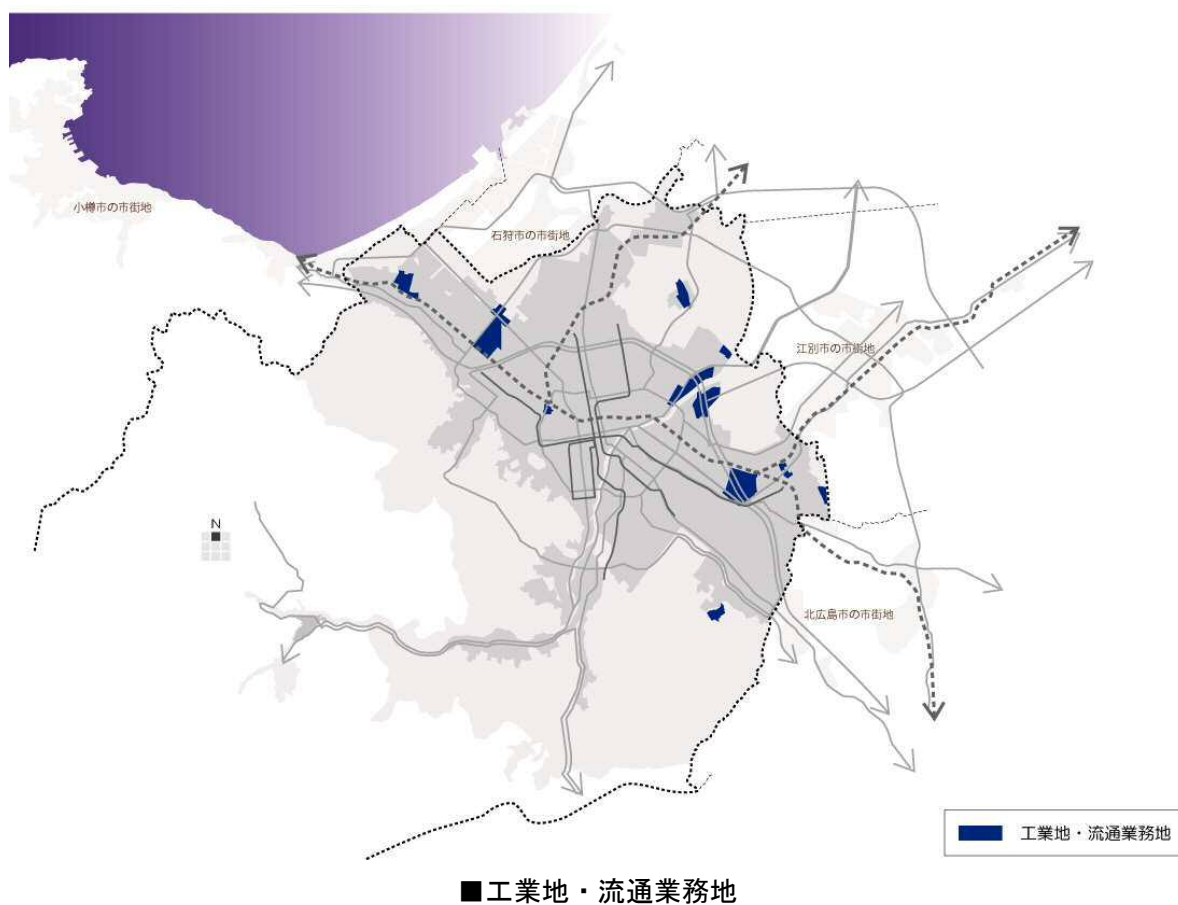 小樽市の市街地
石狩市の市街地
江別市の市街地
N
北広島市の市街地
工業地・流通業務地
■工業地・流通業務地